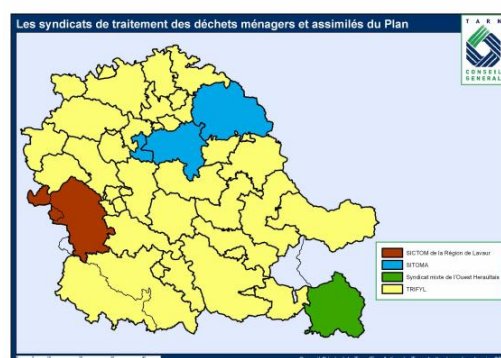 Les syndicats de traitement des déchets ménagers et assimilés du Plan
TARN
CONSEIL
GENERAL
SICTOM de la Région de Lavaur
SITOMA
Syndicat mixte de l'Ouest Heraultais
TRIFYL